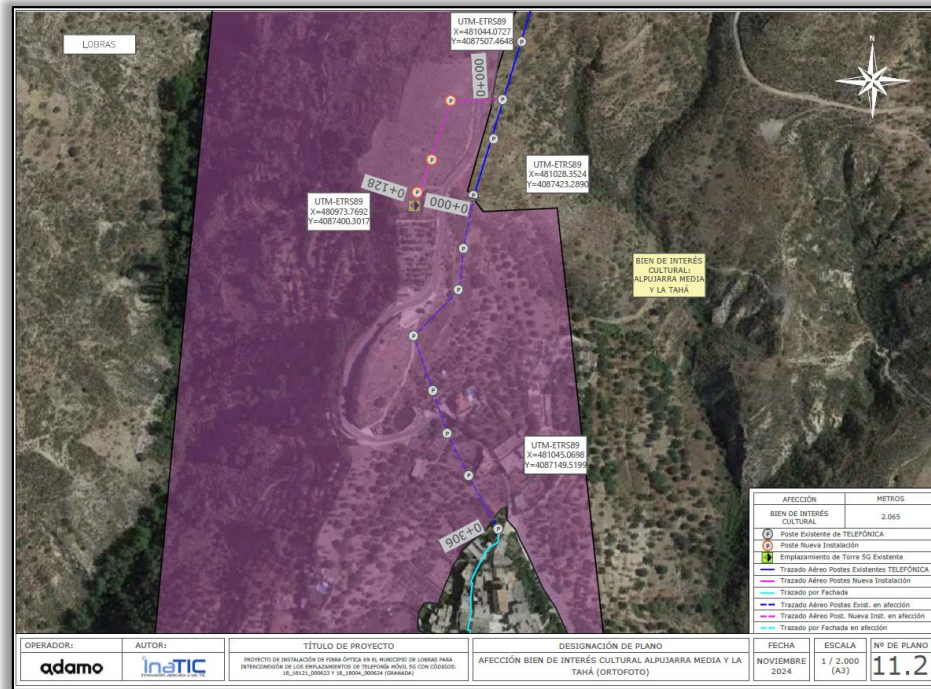 LOBRAS
UTM-ETRS89
X=481044.0727
Y=4087507.4648
N
0+000
UTM-ETRS89
X=481028.3524
Y=4087423.2890
0+128
0+000
UTM-ETRS89
X=480973.7692
Y=4087400.3017
BIEN DE INTERÉS
CULTURAL:
ALPUJARRA MEDIA
Y LA TAHÁ
UTM-ETRS89
X=481045.0698
Y=4087149.5199
0+306
AFECCIÓN METROS
BIEN DE INTERÉS
CULTURAL 2.065
P Poste Existente de TELEFÓNICA
P Poste Nueva Instalación
Emplazamiento de Torre 5G Existente
Trazado Aéreo Postes Existentes TELEFÓNICA
Trazado Aéreo Postes Nueva Instalación
Trazado por Fachada
Trazado Aéreo Postes Exist. en afección
Trazado Aéreo Post. Nueva Inst. en afección
Trazado por Fachada en afección
OPERADOR:
adamo
AUTOR:
inaTIC
TÍTULO DE PROYECTO
PROYECTO DE INSTALACIÓN DE FIBRA ÓPTICA EN EL MUNICIPIO DE LOBRAS PARA
INTERCONEXIÓN DE LOS EMPLAZAMIENTOS DE TELEFONÍA MÓVIL 5G CON CÓDIGOS:
18_18121_000623 Y 18_18004_000624 (GRANADA)
DESIGNACIÓN DE PLANO
AFECCIÓN BIEN DE INTERÉS CULTURAL ALPUJARRA MEDIA Y LA
TAHÁ (ORTOFOTO)
FECHA
NOVIEMBRE
2024
ESCALA
1 / 2.000
(A3)
Nº DE PLANO
11.2